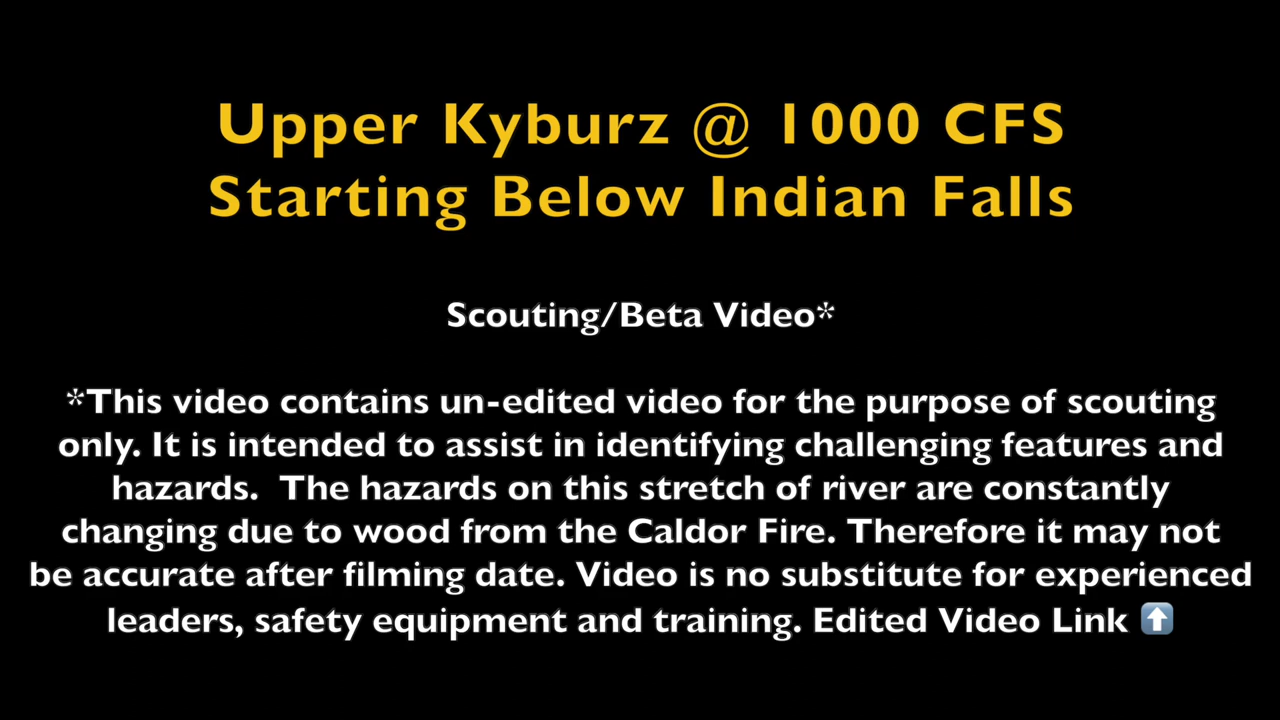 Upper Kyburz @ 1000 CFS
Starting Below Indian Falls
Scouting/Beta Video*
*This video contains un-edited video for the purpose of scouting
only. It is intended to assist in identifying challenging features and
hazards.  The hazards on this stretch of river are constantly
changing due to wood from the Caldor Fire. Therefore it may not
be accurate after filming date. Video is no substitute for experienced
leaders, safety equipment and training. Edited Video Link ⬆️